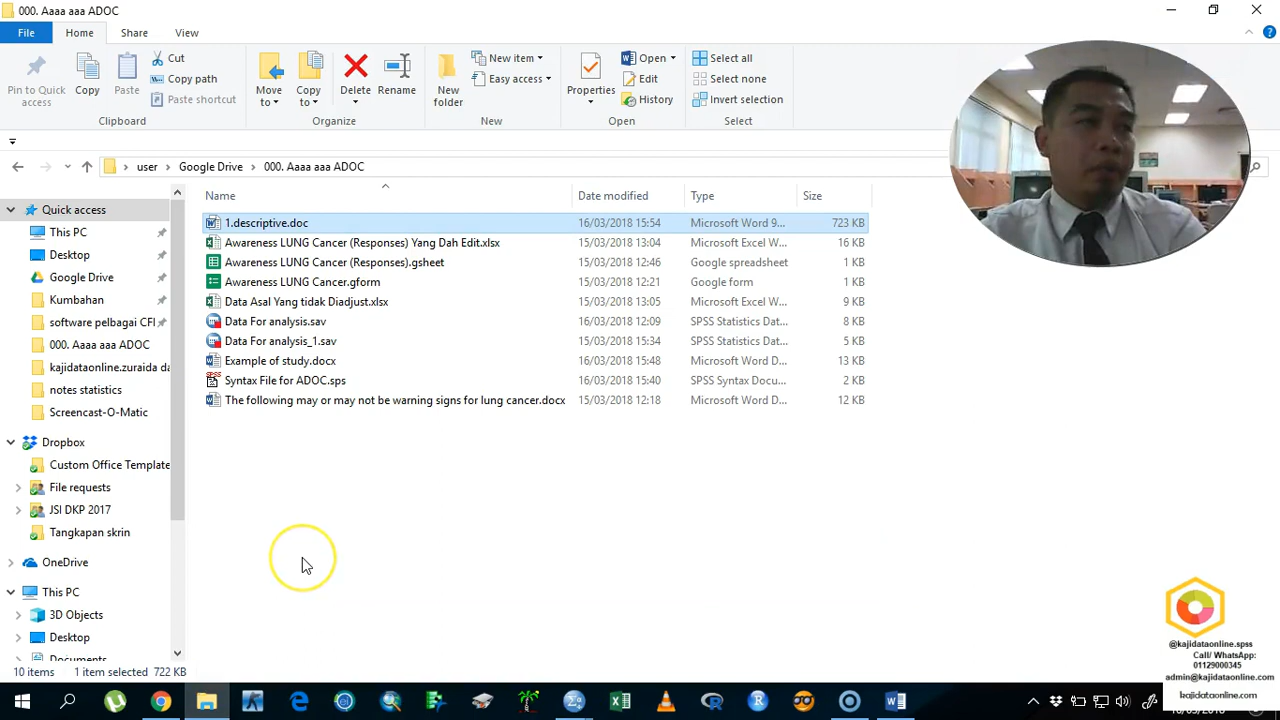 000. Aaaa aaa ADOC
File Home Share View
Pin to Quick access
Copy
Paste
Cut
Copy path
Paste shortcut
Clipboard
Move to
Copy to
Delete
Rename
Organize
New folder
New item
Easy access
New
Properties
Open
Edit
History
Open
Select all
Select none
Invert selection
Select
user > Google Drive > 000. Aaaa aaa ADOC
Name Date modified Type Size
1.descriptive.doc 16/03/2018 15:54 Microsoft Word 9... 723 KB
Awareness LUNG Cancer (Responses) Yang Dah Edit.xlsx 15/03/2018 13:04 Microsoft Excel W... 16 KB
Awareness LUNG Cancer (Responses).gsheet 15/03/2018 12:46 Google spreadsheet 1 KB
Awareness LUNG Cancer.gform 15/03/2018 12:21 Google form 1 KB
Data Asal Yang tidak Diadjust.xlsx 15/03/2018 13:05 Microsoft Excel W... 9 KB
Data For analysis.sav 16/03/2018 12:09 SPSS Statistics Dat... 8 KB
Data For analysis_1.sav 15/03/2018 15:34 SPSS Statistics Dat... 5 KB
Example of study.docx 16/03/2018 15:48 Microsoft Word D... 13 KB
Syntax File for ADOC.sps 16/03/2018 15:40 SPSS Syntax Docu... 2 KB
The following may or may not be warning signs for lung cancer.docx 15/03/2018 12:18 Microsoft Word D... 12 KB
Quick access
This PC
Desktop
Google Drive
Kumbahan
software pelbagai CFI
000. Aaaa aaa ADOC
kajidataonline.zuraida da
notes statistics
Screencast-O-Matic
Dropbox
Custom Office Template
File requests
JSI DKP 2017
Tangkapan skrin
OneDrive
This PC
3D Objects
Desktop
Documents
10 items 1 item selected 722 KB
@kajidataonline.spss
Call/ WhatsApp:
01129000345
admin@kajidataonline.com
kajidataonline.com